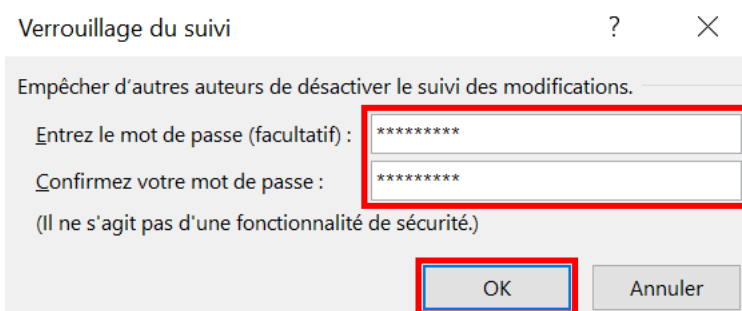 Verrouillage du suivi ?
Empêcher d'autres auteurs de désactiver le suivi des modifications.
Entrez le mot de passe (facultatif) : *********
Confirmez votre mot de passe : *********
(Il ne s'agit pas d'une fonctionnalité de sécurité.)
OK Annuler